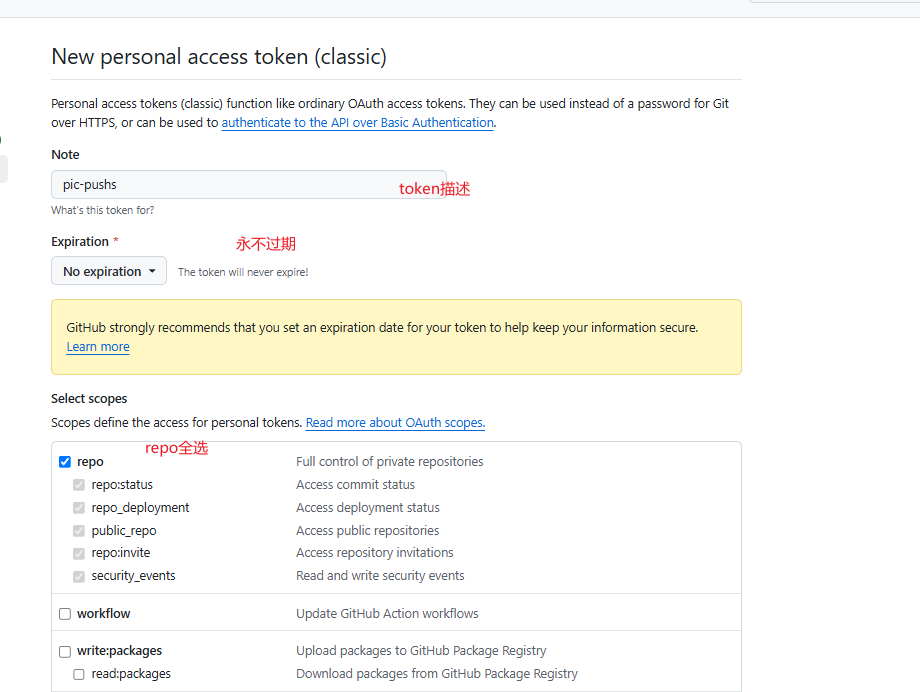 New personal access token (classic)
Personal access tokens (classic) function like ordinary OAuth access tokens. They can be used instead of a password for Git
over HTTPS, or can be used to authenticate to the API over Basic Authentication.
Note
pic-pushs
token描述
What's this token for?
Expiration *
永不过期
No expiration
The token will never expire!
GitHub strongly recommends that you set an expiration date for your token to help keep your information secure.
Learn more
Select scopes
Scopes define the access for personal tokens. Read more about OAuth scopes.
repo全选
repo Full control of private repositories
repo:status Access commit status
repo_deployment Access deployment status
public_repo Access public repositories
repo:invite Access repository invitations
security_events Read and write security events
workflow Update GitHub Action workflows
write:packages Upload packages to GitHub Package Registry
read:packages Download packages from GitHub Package Registry